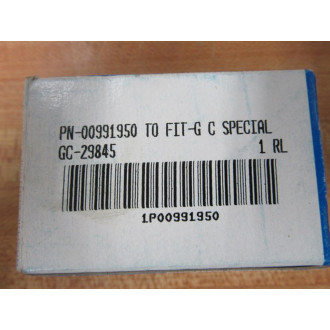 PN-00991950 TO FIT-G C SPECIAL
GC-29845 1 RL
1P00991950